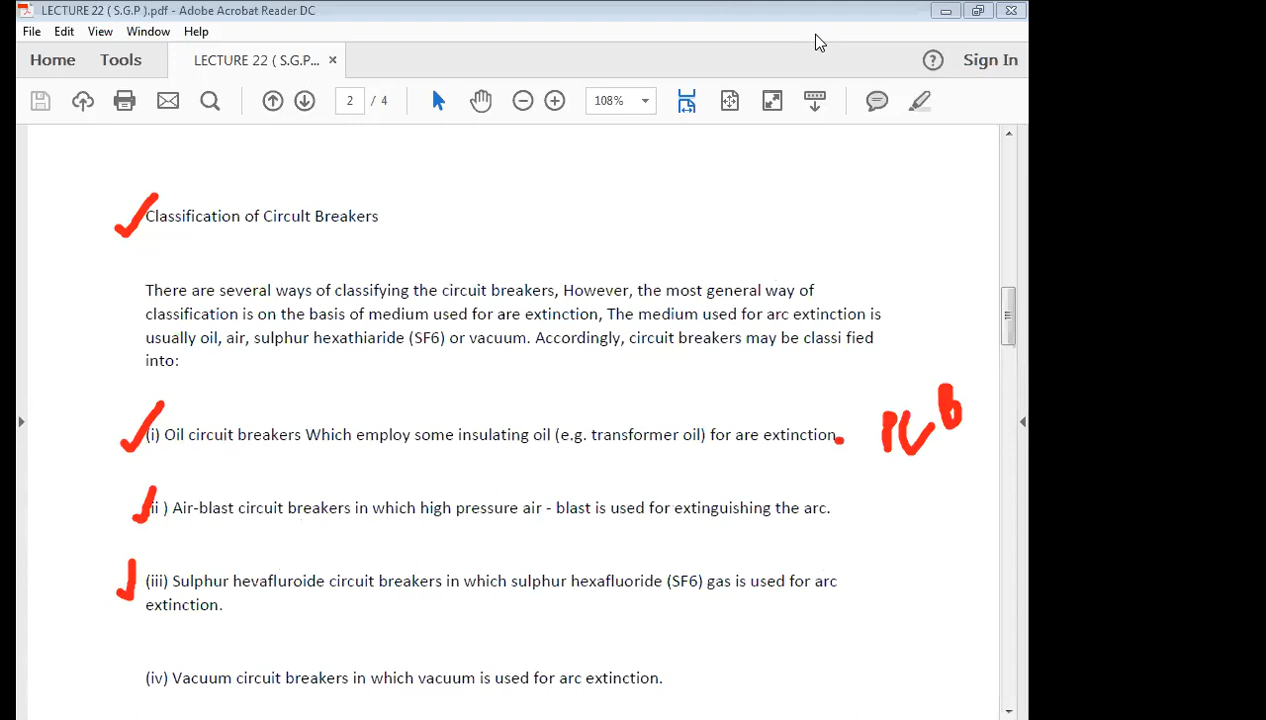 LECTURE 22 ( S.G.P ).pdf - Adobe Acrobat Reader DC
File Edit View Window Help
Home Tools LECTURE 22 ( S.G.P... × Sign In
2 / 4 108%
Classification of Circult Breakers
There are several ways of classifying the circuit breakers, However, the most general way of
classification is on the basis of medium used for are extinction, The medium used for arc extinction is
usually oil, air, sulphur hexathiaride (SF6) or vacuum. Accordingly, circuit breakers may be classi fied
into:
(i) Oil circuit breakers Which employ some insulating oil (e.g. transformer oil) for are extinction.
ii ) Air-blast circuit breakers in which high pressure air - blast is used for extinguishing the arc.
(iii) Sulphur hevafluroide circuit breakers in which sulphur hexafluoride (SF6) gas is used for arc
extinction.
(iv) Vacuum circuit breakers in which vacuum is used for arc extinction.